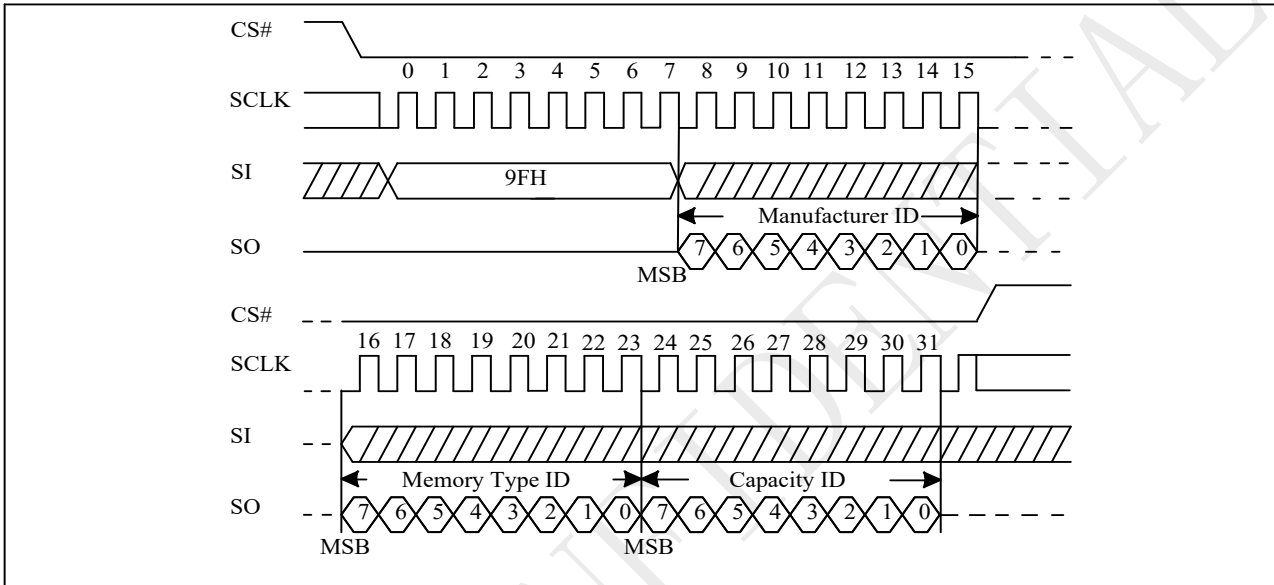 CS#
0 1 2 3 4 5 6 7 8 9 10 11 12 13 14 15
SCLK
SI
9FH
Manufacturer ID
SO
7 6 5 4 3 2 1 0
MSB
CS#
16 17 18 19 20 21 22 23 24 25 26 27 28 29 30 31
SCLK
SI
Memory Type ID Capacity ID
SO
7 6 5 4 3 2 1 0 7 6 5 4 3 2 1 0
MSB MSB
NFIDENTIAL